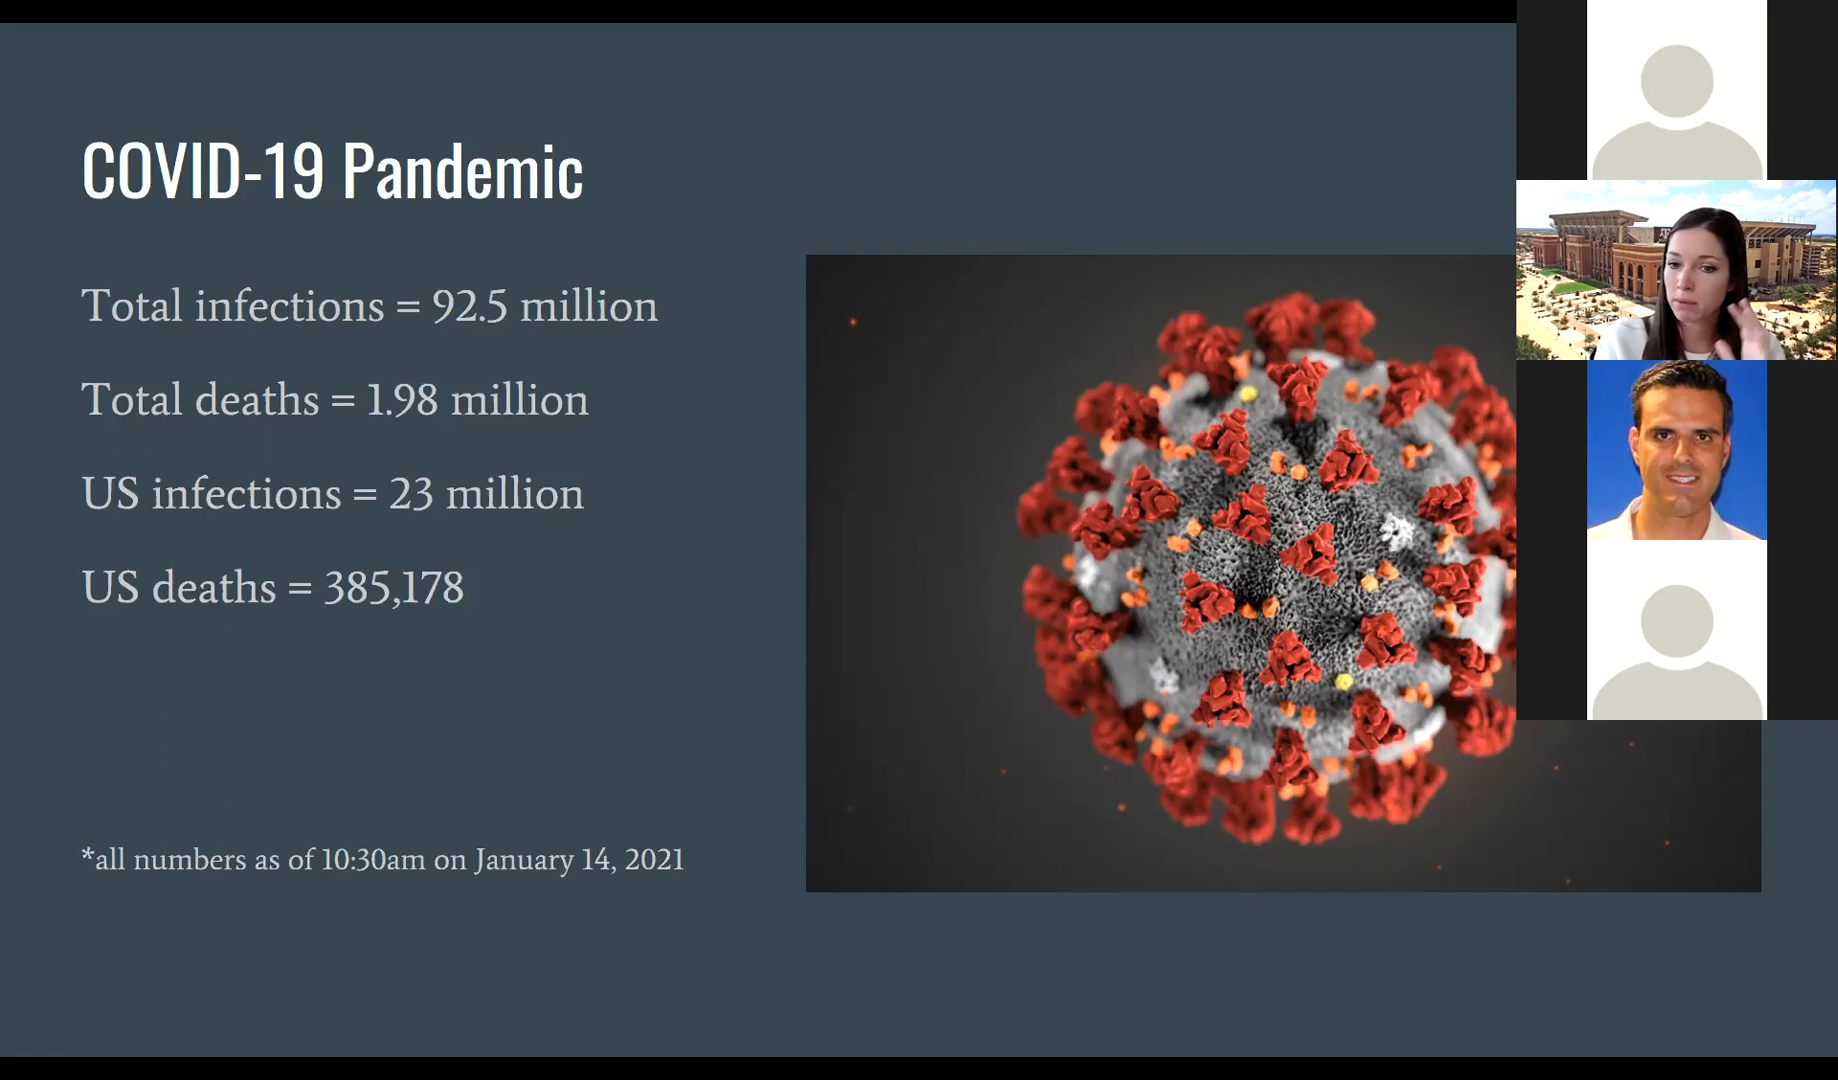 COVID-19 Pandemic
Total infections = 92.5 million
Total deaths = 1.98 million
US infections = 23 million
US deaths = 385,178
*all numbers as of 10:30am on January 14, 2021